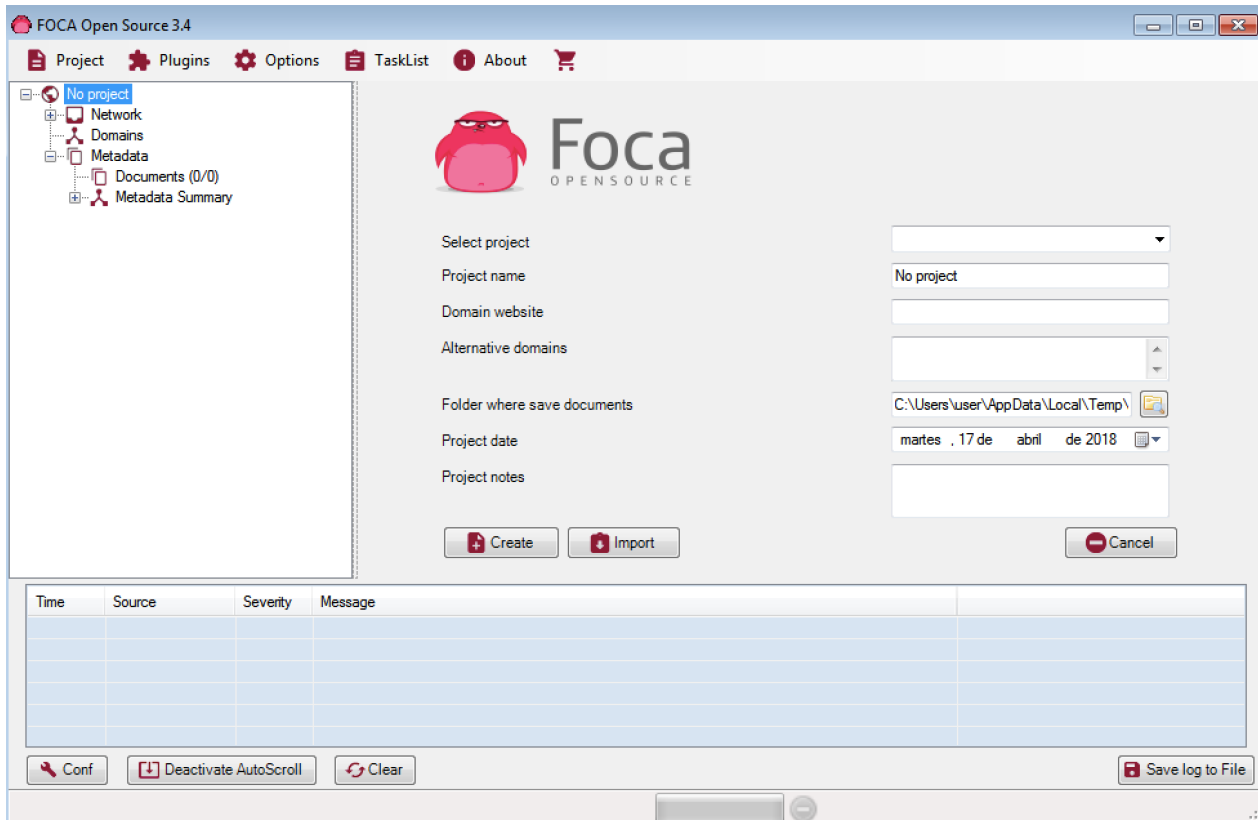 FOCA Open Source 3.4
Project Plugins Options TaskList About
No project
Network
Domains
Metadata
Documents (0/0)
Metadata Summary
Foca
OPENSOURCE
Select project
Project name No project
Domain website
Alternative domains
Folder where save documents C:\Users\user\AppData\Local\Temp\
Project date martes , 17 de abril de 2018
Project notes
Create Import Cancel
Time Source Severity Message
Conf Deactivate AutoScroll Clear Save log to File